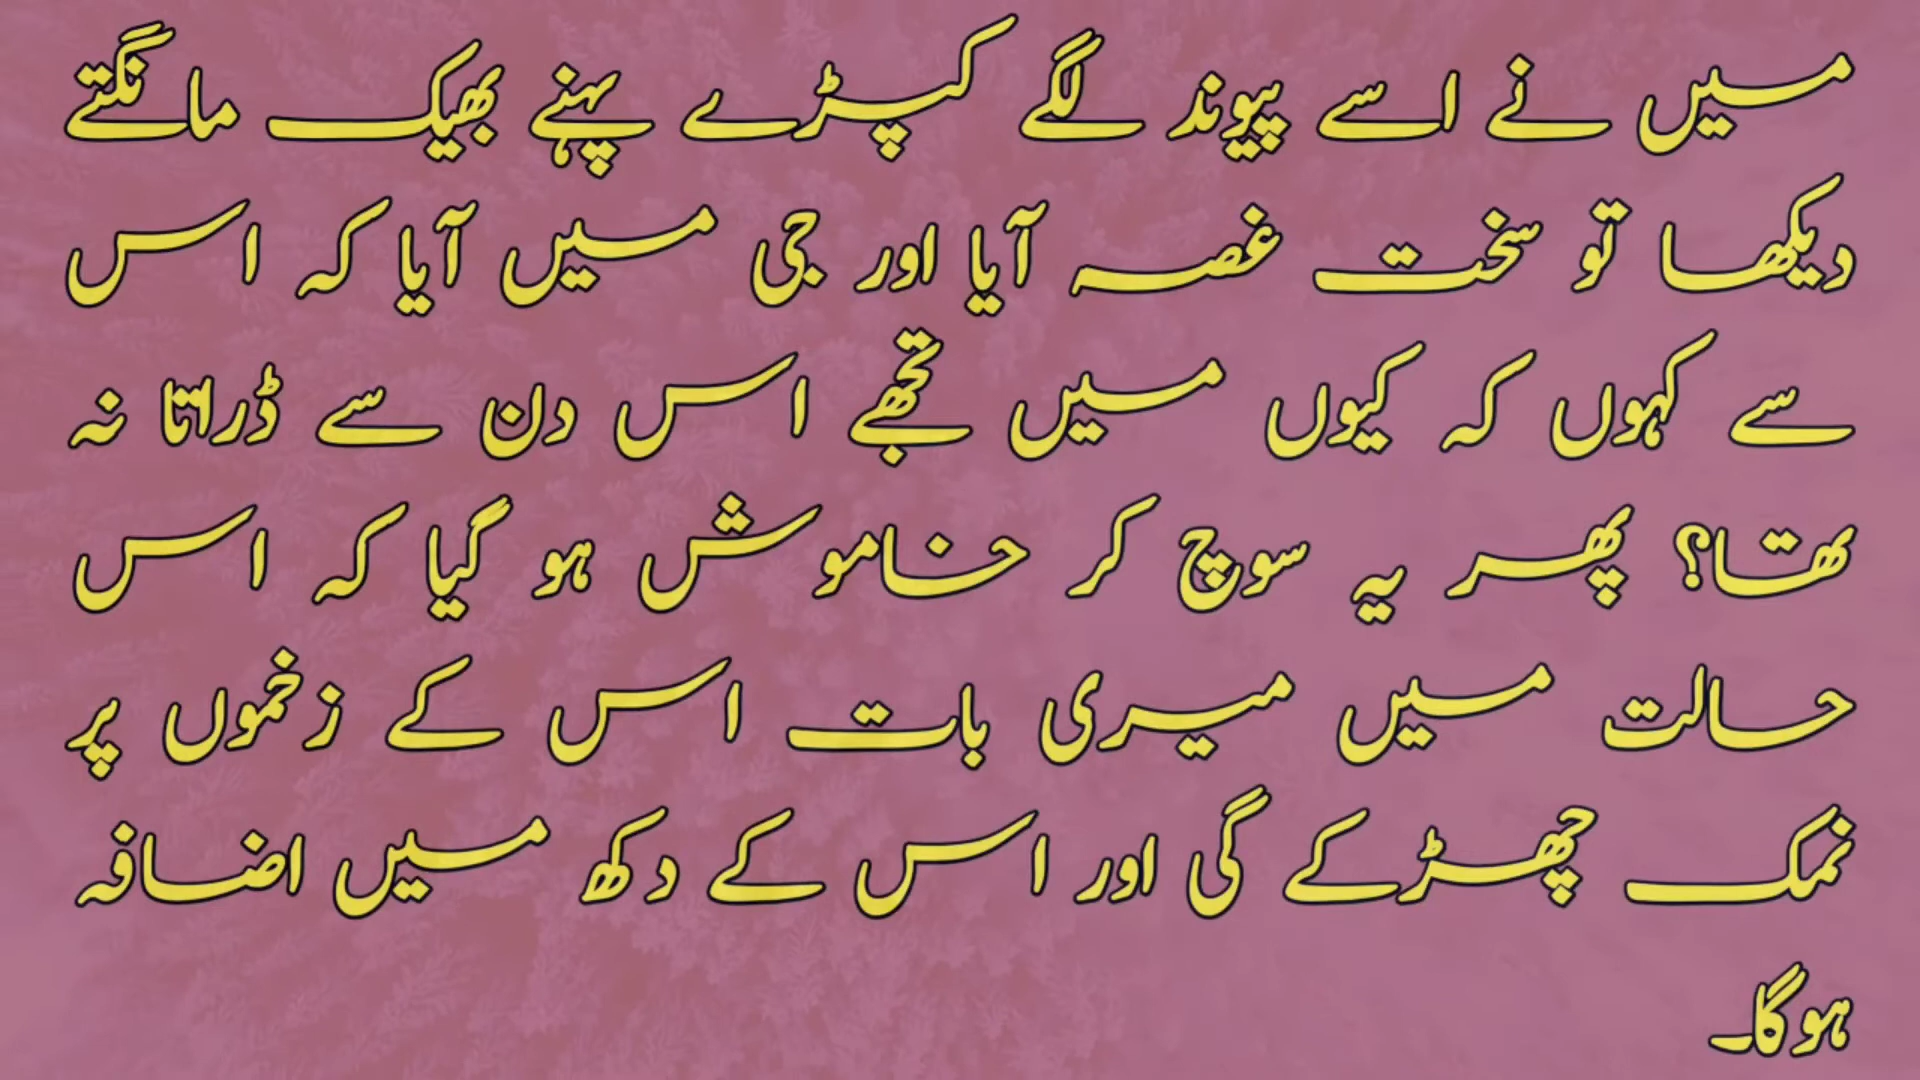 میں نے اسے پیوند لگے کپڑے پہنے بھیک مانگتے
دیکھا تو سخت غصہ آیا اور جی میں آیا کہ اس
سے کہوں کہ کیوں میں تجھے اس دن سے ڈراتا نہ
تھا؟ پھر یہ سوچ کر خاموش ہو گیا کہ اس
حالت میں میری بات اس کے زخموں پر
نمک چھڑکے گی اور اس کے دکھ میں اضافہ
ہوگا۔